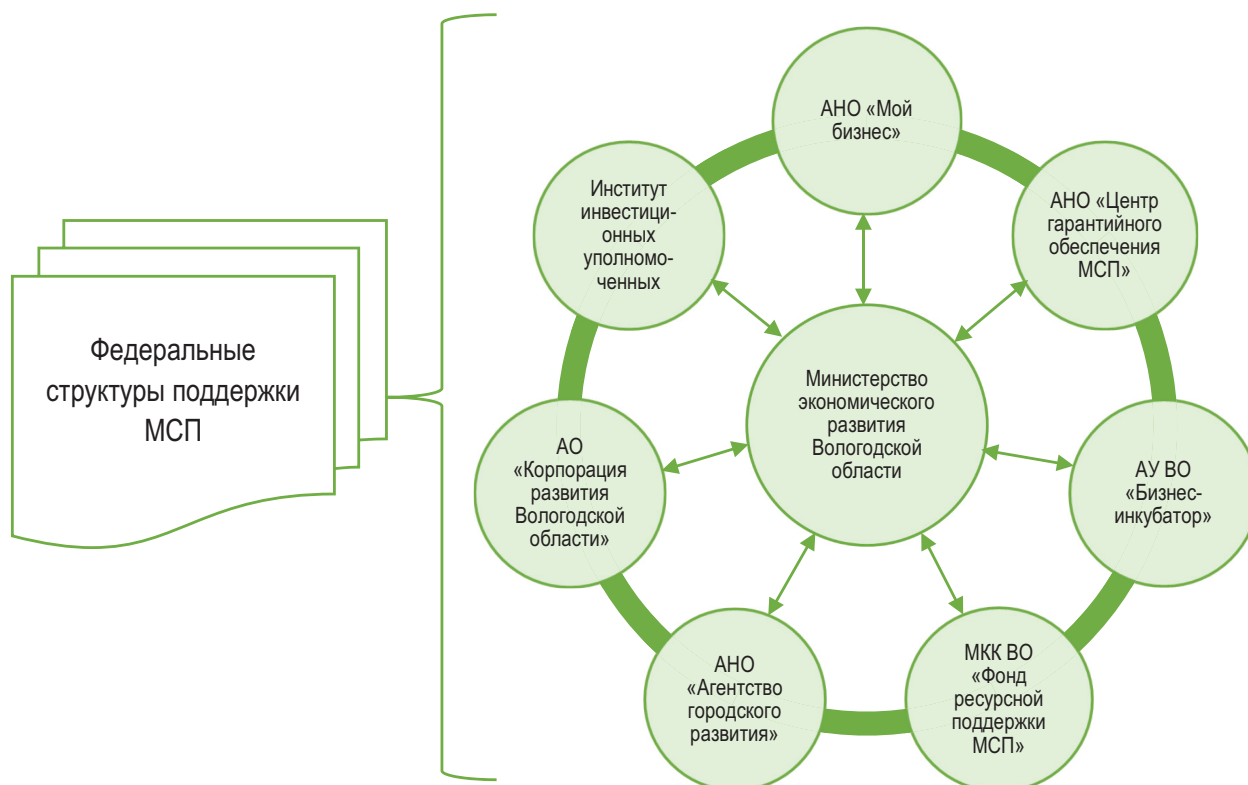 Федеральные
структуры поддержки
МСП
АНО «Мой
бизнес»
АНО «Центр
гарантийного
обеспечения
МСП»
АУ ВО
«Бизнес-
инкубатор»
МКК ВО
«Фонд
ресурсной
поддержки
МСП»
АНО
«Агентство
городского
развития»
АО
«Корпорация
развития
Вологодской
области»
Институт
инвестици-
онных
уполномо-
ченных
Министерство
экономического
развития
Вологодской
области